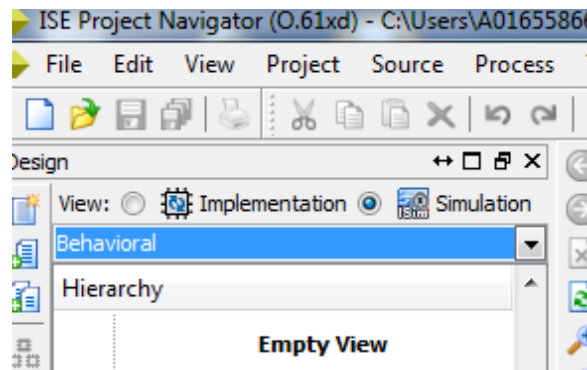 ISE Project Navigator (O.61xd) - C:\Users\A0165586
File Edit View Project Source Process
Design
View: Implementation Simulation
Behavioral
Hierarchy
Empty View